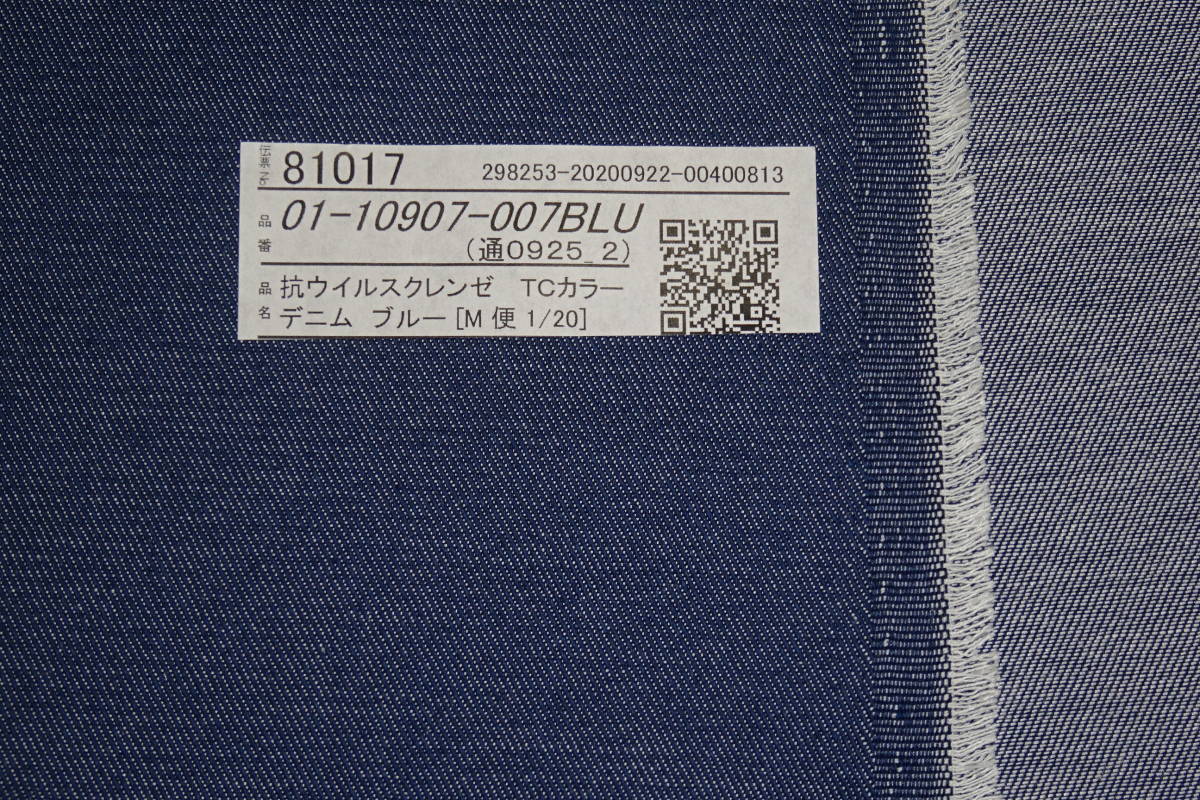 伝票No 81017 298253-20200922-00400813
品番 01-10907-007BLU
(通0925_2)
品名 抗ウイルスクレンゼ TCカラー
デニム ブルー[M便 1/20]